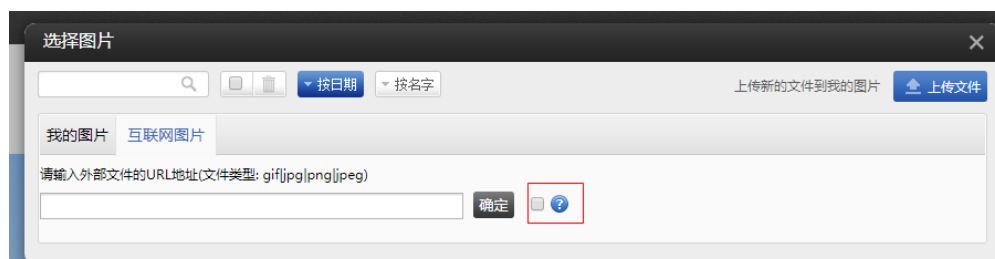 选择图片
按日期 按名字 上传新的文件到我的图片 上传文件
我的图片 互联网图片
请输入外部文件的URL地址(文件类型: gif|jpg|png|jpeg)
确定 ?